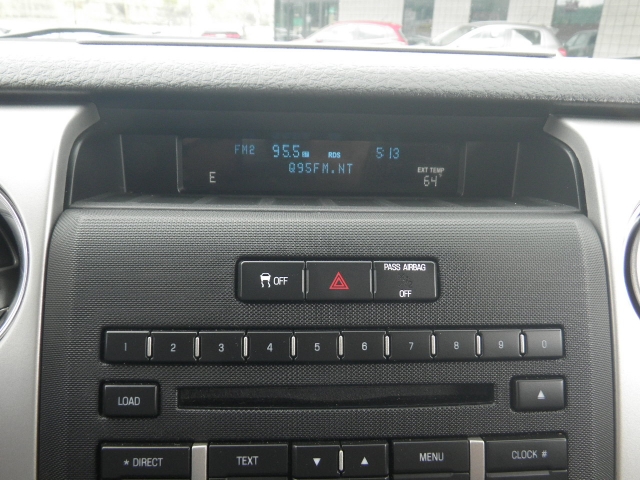 FM2 95.5FM RDS 5:13
Q95FM.NT
E EXT TEMP
64°
OFF PASS AIRBAG OFF
1 2 3 4 5 6 7 8 9 0
LOAD
* DIRECT TEXT MENU CLOCK #